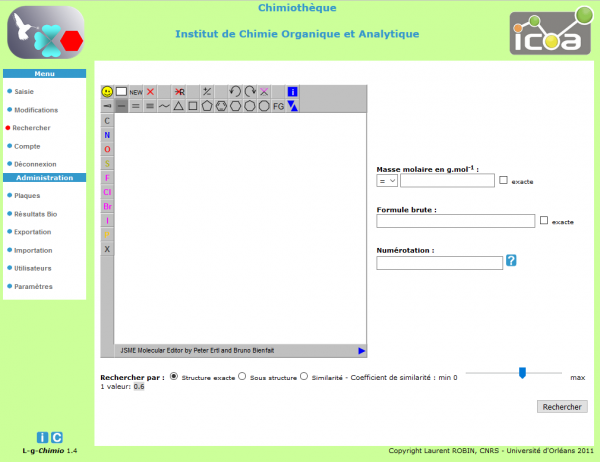 Chimiothèque
Institut de Chimie Organique et Analytique
icoa
Menu
Saisie
Modifications
Rechercher
Compte
Déconnexion
Administration
Plaques
Résultats Bio
Exportation
Importation
Utilisateurs
Paramètres
NEW
R
+/-
i
FG
C
N
O
S
F
Cl
Br
I
P
X
JSME Molecular Editor by Peter Ertl and Bruno Bienfait
Masse molaire en g.mol-1 :
= exacte
Formule brute :
exacte
Numérotation :
?
Rechercher par : Structure exacte Sous structure Similarité - Coefficient de similarité : min 0 max
1 valeur: 0.6
Rechercher
i C
L-g-Chimio 1.4
Copyright Laurent ROBIN, CNRS - Université d'Orléans 2011